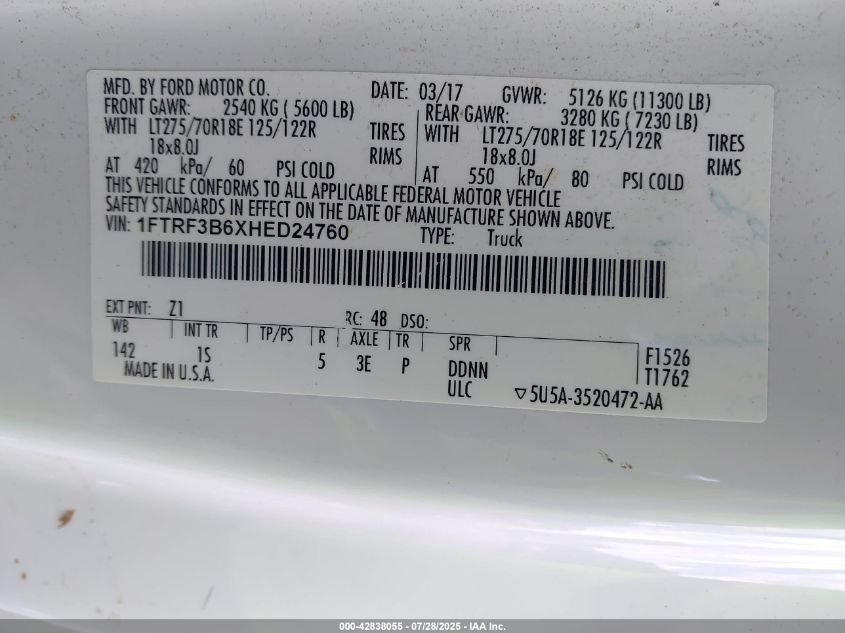 MFD. BY FORD MOTOR CO. DATE: 03/17 GVWR: 5126 KG (11300 LB)
FRONT GAWR: 2540 KG ( 5600 LB) REAR GAWR: 3280 KG ( 7230 LB)
WITH LT275/70R18E 125/122R TIRES WITH LT275/70R18E 125/122R TIRES
18x8.0J RIMS 18x8.0J RIMS
AT 420 kPa/ 60 PSI COLD AT 550 kPa/ 80 PSI COLD
THIS VEHICLE CONFORMS TO ALL APPLICABLE FEDERAL MOTOR VEHICLE
SAFETY STANDARDS IN EFFECT ON THE DATE OF MANUFACTURE SHOWN ABOVE.
VIN: 1FTRF3B6XHED24760 TYPE: Truck
EXT PNT: Z1 RC: 48 DSO:
WB INT TR TP/PS R AXLE TR SPR F1526
142 1S 5 3E P DDNN T1762
MADE IN U.S.A. ULC ▽5U5A-3520472-AA
000-42838055 - 07/28/2025 - IAA Inc.